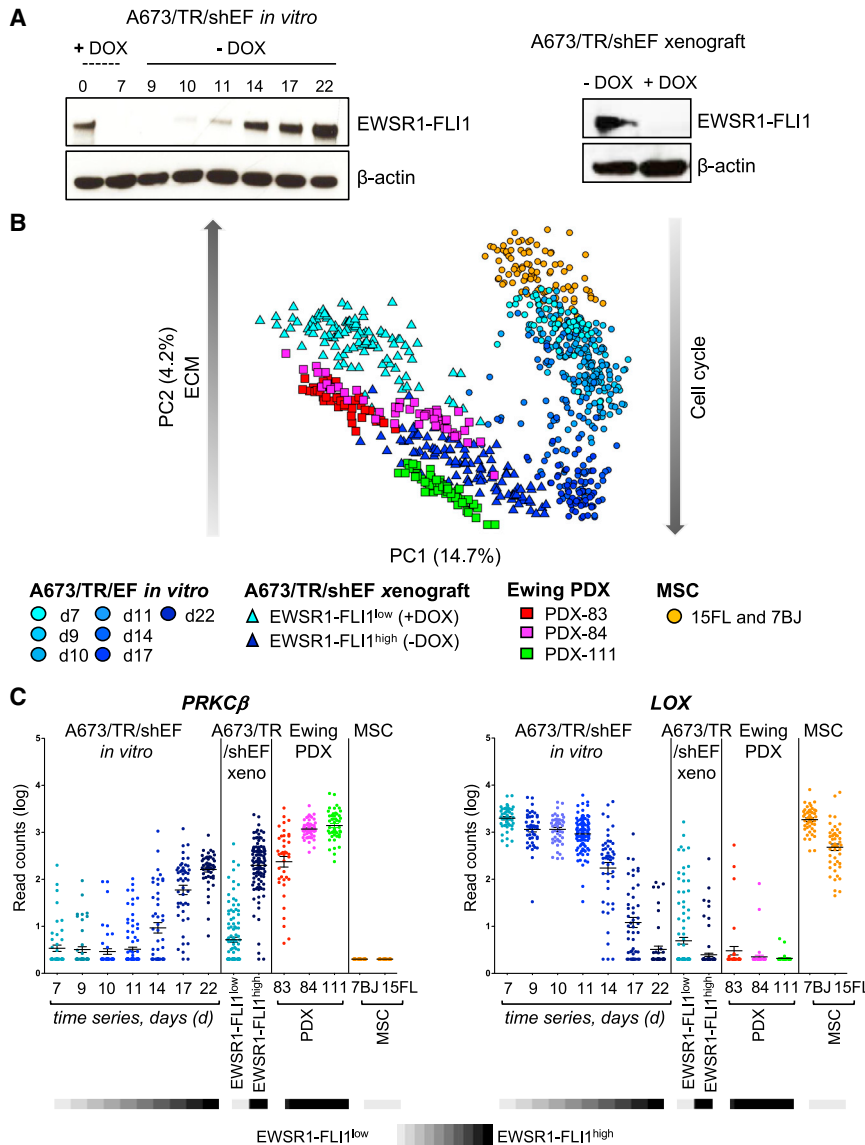 A
A673/TR/shEF in vitro
+ DOX
- DOX
0 7 9 10 11 14 17 22
EWSR1-FLI1
β-actin
A673/TR/shEF xenograft
- DOX + DOX
EWSR1-FLI1
β-actin
B
PC2 (4.2%)
ECM
Cell cycle
PC1 (14.7%)
A673/TR/EF in vitro
d7 d11 d22
d9 d14
d10 d17
A673/TR/shEF xenograft
EWSR1-FLI1low (+DOX)
EWSR1-FLI1high (-DOX)
Ewing PDX
PDX-83
PDX-84
PDX-111
MSC
15FL and 7BJ
C
PRKCβ
A673/TR/shEF
in vitro
A673/TR
/shEF
xeno
Ewing
PDX
MSC
Read counts (log)
5
4
3
2
1
0
7 9 10 11 14 17 22
time series, days (d)
EWSR1-FLI1low
EWSR1-FLI1high
83 84 111
PDX
7BJ 15FL
MSC
LOX
A673/TR/shEF
in vitro
A673/TR
/shEF
xeno
Ewing
PDX
MSC
Read counts (log)
5
4
3
2
1
0
7 9 10 11 14 17 22
time series, days (d)
EWSR1-FLI1low
EWSR1-FLI1high
83 84 111
PDX
7BJ 15FL
MSC
EWSR1-FLI1low
EWSR1-FLI1high